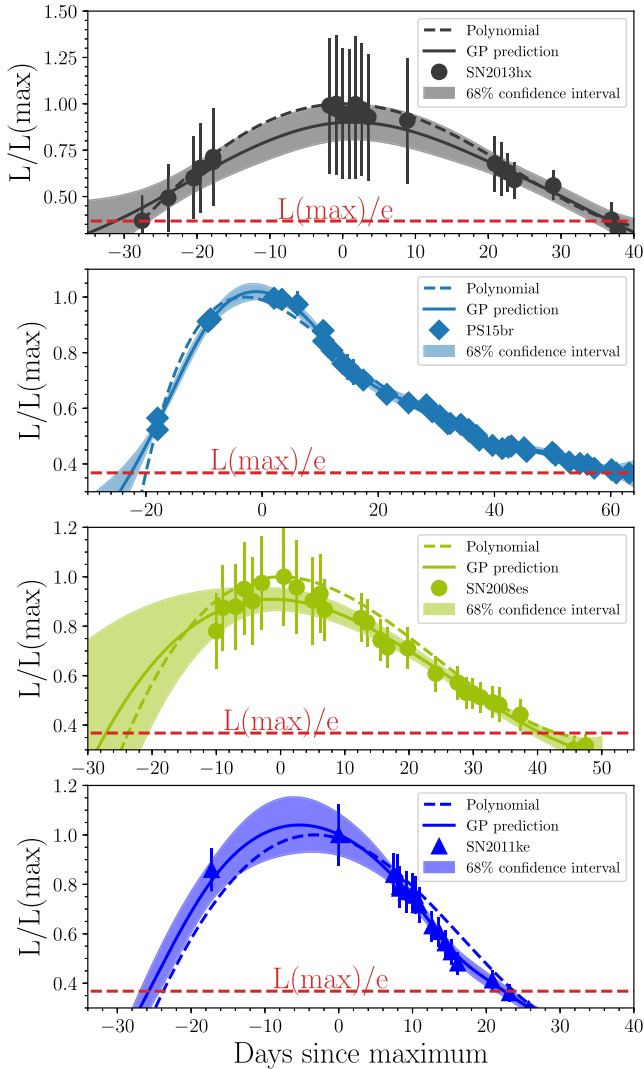 1.50
Polynomial
GP prediction
SN2013hx
68% confidence interval
1.25
1.00
0.75
0.50
L/L(max)
L(max)/e
−30 −20 −10 0 10 20 30 40
Polynomial
GP prediction
PS15br
68% confidence interval
1.0
0.8
0.6
0.4
L/L(max)
L(max)/e
−20 0 20 40 60
1.2
Polynomial
GP prediction
SN2008es
68% confidence interval
1.0
0.8
0.6
0.4
L/L(max)
L(max)/e
−30 −20 −10 0 10 20 30 40 50
1.2
Polynomial
GP prediction
SN2011ke
68% confidence interval
1.0
0.8
0.6
0.4
L/L(max)
L(max)/e
−30 −20 −10 0 10 20 30 40
Days since maximum